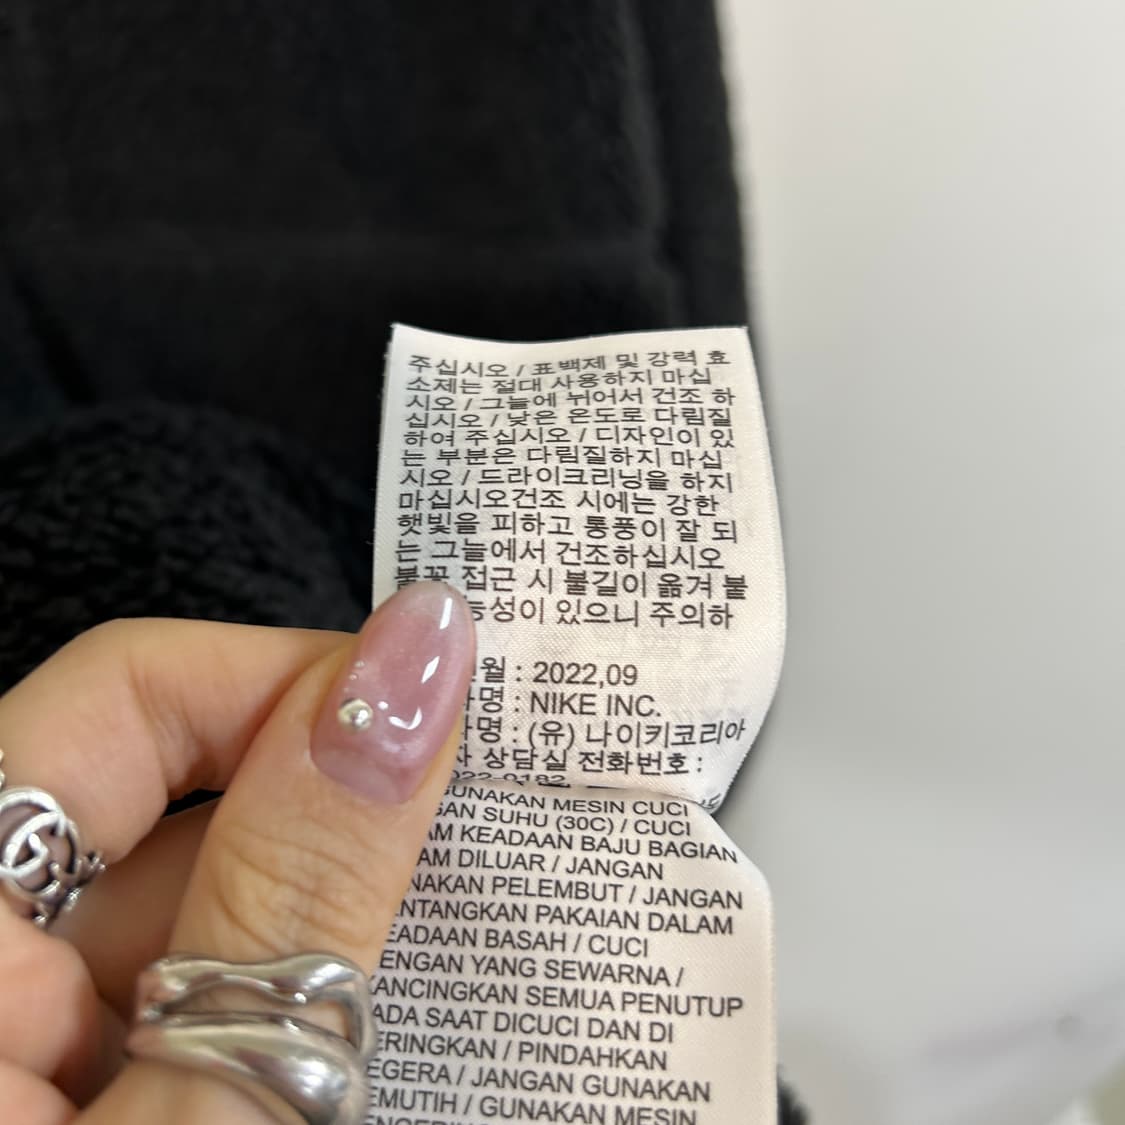 주십시오 / 표백제 및 강력 효
소제는 절대 사용하지 마십
시오 / 그늘에 뉘어서 건조 하
십시오 / 낮은 온도로 다림질
하여 주십시오 / 디자인이 있
는 부분은 다림질하지 마십
시오 / 드라이크리닝을 하지
마십시오건조 시에는 강한
햇빛을 피하고 통풍이 잘 되
는 그늘에서 건조하십시오
불꽃 접근 시 불길이 옮겨 붙
능성이 있으니 주의하
월 : 2022,09
명 : NIKE INC.
명 : (유) 나이키코리아
자 상담실 전화번호 :
022-0182
GUNAKAN MESIN CUCI
GAN SUHU (30C) / CUCI
AM KEADAAN BAJU BAGIAN
AM DILUAR / JANGAN
NAKAN PELEMBUT / JANGAN
ENTANGKAN PAKAIAN DALAM
EADAAN BASAH / CUCI
ENGAN YANG SEWARNA /
KANCINGKAN SEMUA PENUTUP
ADA SAAT DICUCI DAN DI
ERINGKAN / PINDAHKAN
EGERA / JANGAN GUNAKAN
EMUTIH / GUNAKAN MESIN